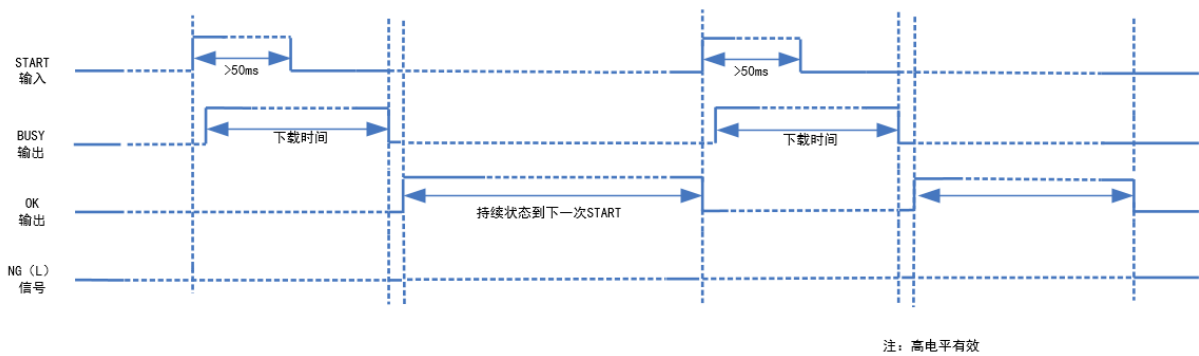 START
输入
>50ms
>50ms
BUSY
输出
下载时间
下载时间
OK
输出
持续状态到下一次START
NG（L）
信号
注：高电平有效